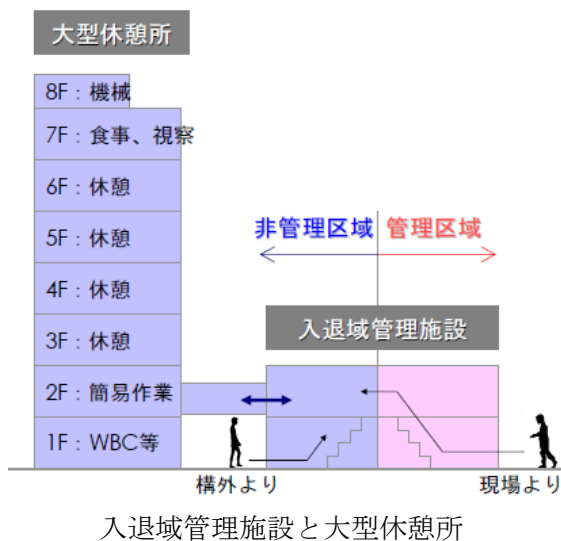 大型休憩所
8F：機械
7F：食事、視察
6F：休憩
5F：休憩
4F：休憩
3F：休憩
2F：簡易作業
1F：WBC等
非管理区域
管理区域
入退域管理施設
構外より
現場より
入退域管理施設と大型休憩所